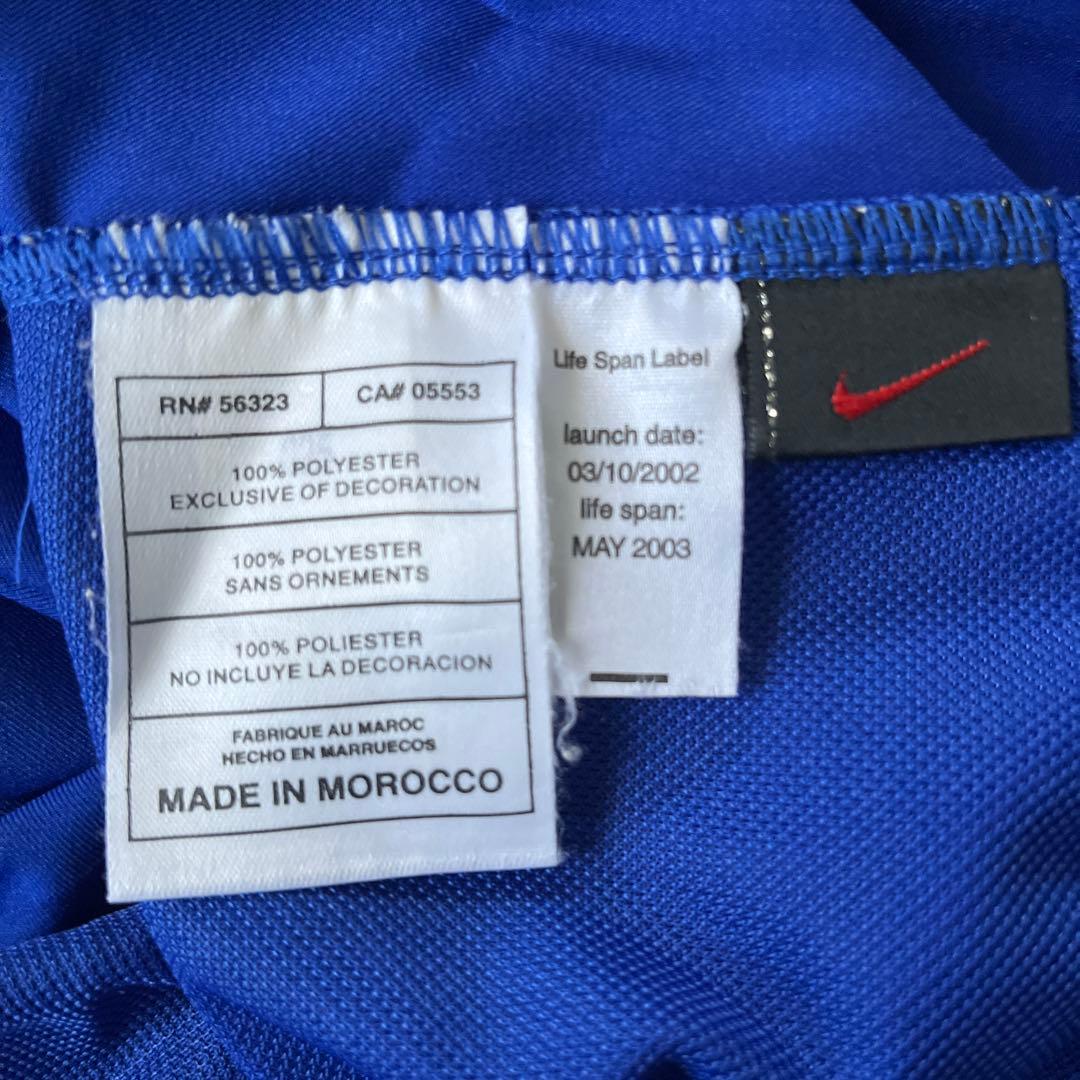 RN# 56323
CA# 05553
100% POLYESTER
EXCLUSIVE OF DECORATION
100% POLYESTER
SANS ORNEMENTS
100% POLIESTER
NO INCLUYE LA DECORACION
FABRIQUE AU MAROC
HECHO EN MARRUECOS
MADE IN MOROCCO
Life Span Label
launch date:
03/10/2002
life span:
MAY 2003